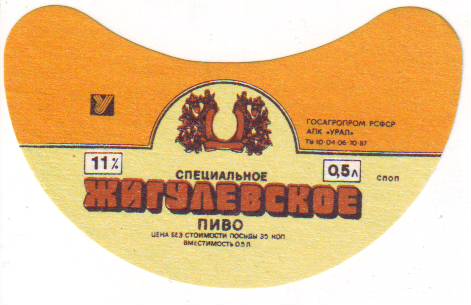 ГОСАГРОПРОМ РСФСР
АПК «УРАЛ»
ТУ 10·04·06·10-87
11%
0,5л
СПЕЦИАЛЬНОЕ
спол
ЖИГУЛЕВСКОЕ
ПИВО
ЦЕНА БЕЗ СТОИМОСТИ ПОСУДЫ 35 КОП
ВМЕСТИМОСТЬ 0,5 Л